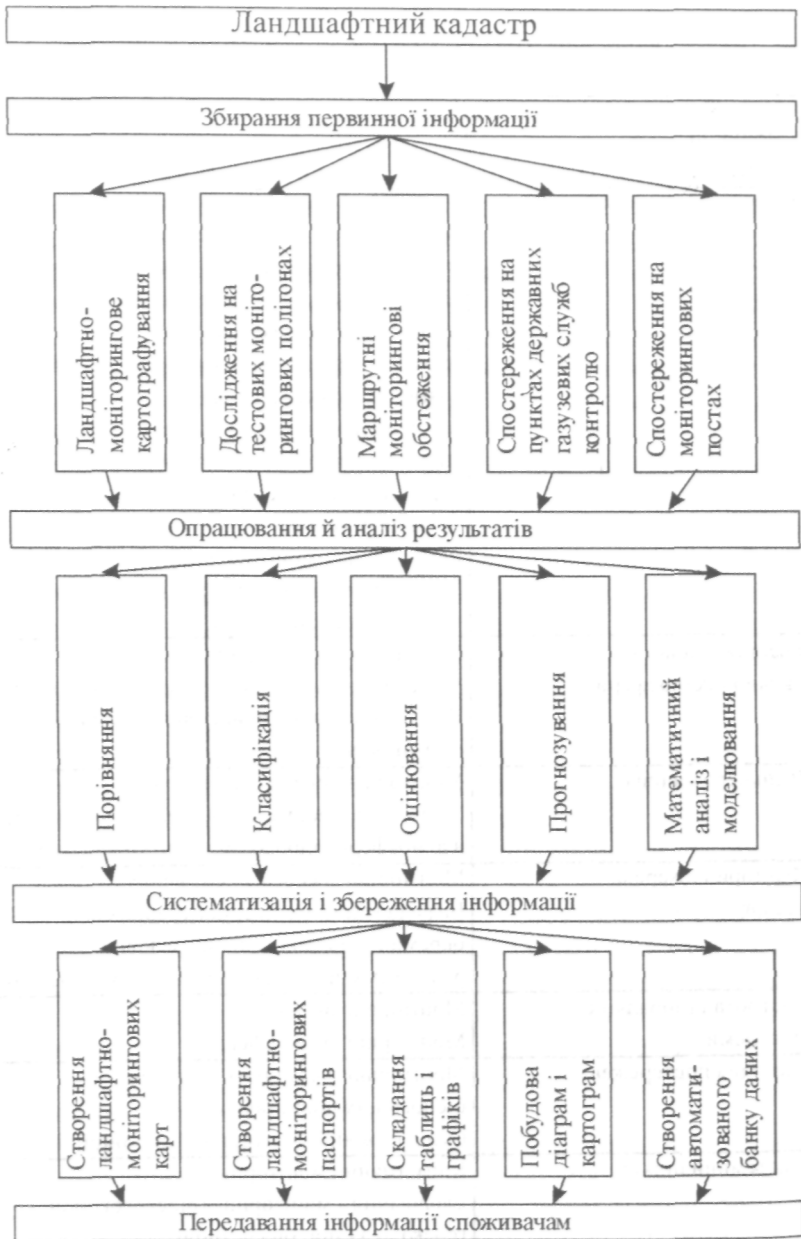 Ландшафтний кадастр
Збирання первинної інформації
Ландшафтно-
моніторингове
картографування
Дослідження на
тестових моніто-
рингових полігонах
Маршрутні
моніторингові
обстеження
Спостереження на
пунктах державних
газузевих служб
контролю
Спостереження на
моніторингових
постах
Опрацювання й аналіз результатів
Порівняння
Класифікація
Оцінювання
Прогнозування
Математичний
аналіз і
моделювання
Систематизація і збереження інформації
Створення
ландшафтно-
моніторингових
карт
Створення
ландшафтно-
моніторингових
паспортів
Складання
таблиць і
графіків
Побудова
діаграм і
картограм
Створення
автомати-
зованого
банку даних
Передавання інформації споживачам